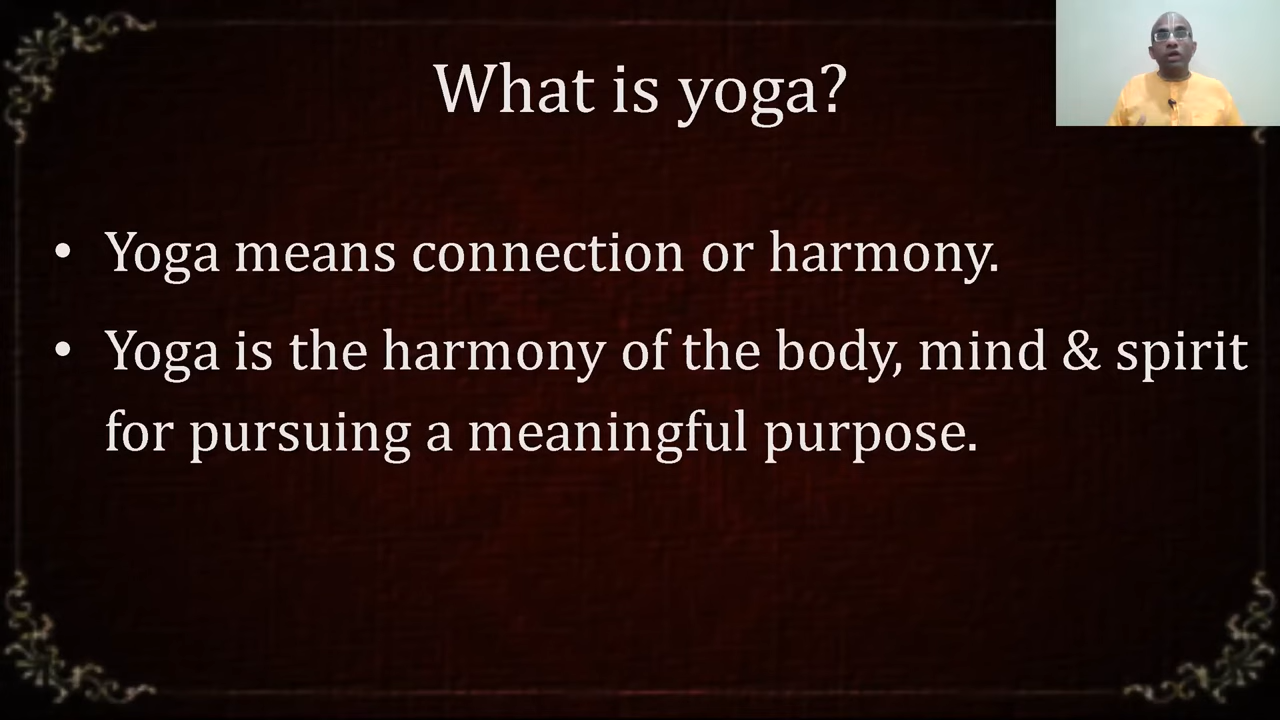 What is yoga?
• Yoga means connection or harmony.
• Yoga is the harmony of the body, mind & spirit
for pursuing a meaningful purpose.